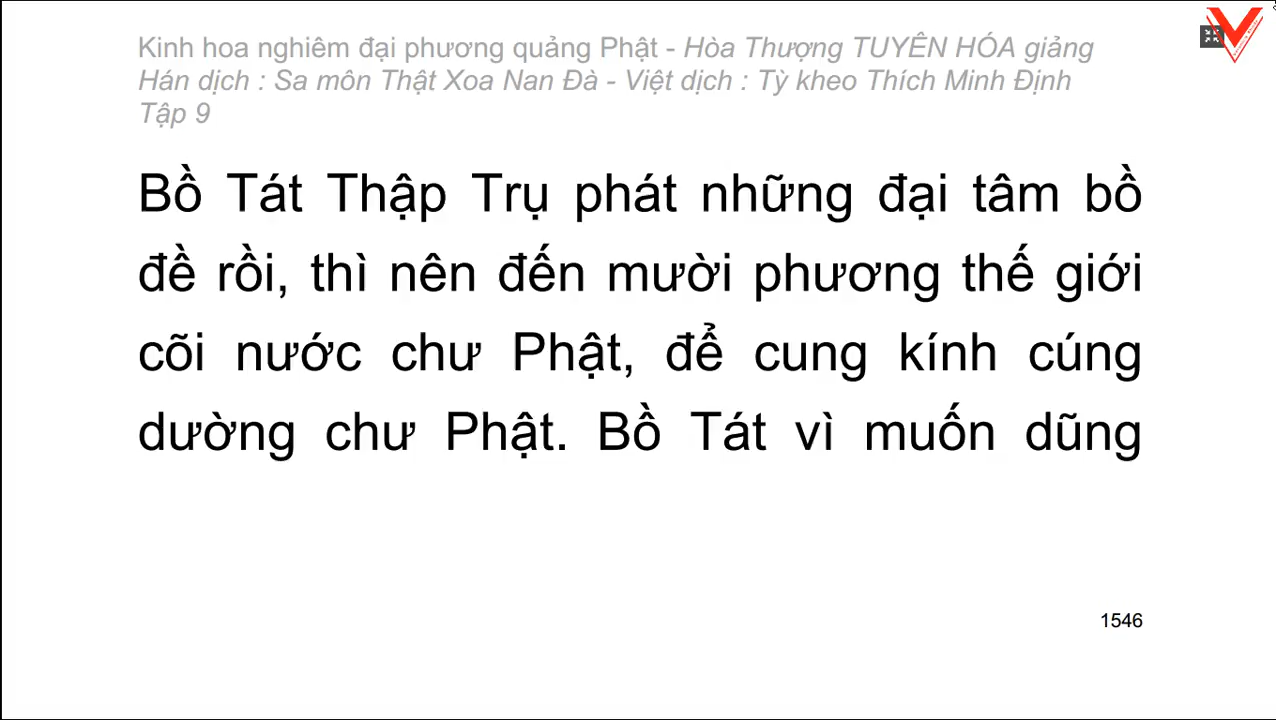 Kinh hoa nghiêm đại phương quảng Phật - Hòa Thượng TUYÊN HÓA giảng
Hán dịch : Sa môn Thật Xoa Nan Đà - Việt dịch : Tỳ kheo Thích Minh Định
Tập 9
Bồ Tát Thập Trụ phát những đại tâm bồ
đề rồi, thì nên đến mười phương thế giới
cõi nước chư Phật, để cung kính cúng
dường chư Phật. Bồ Tát vì muốn dũng
1546